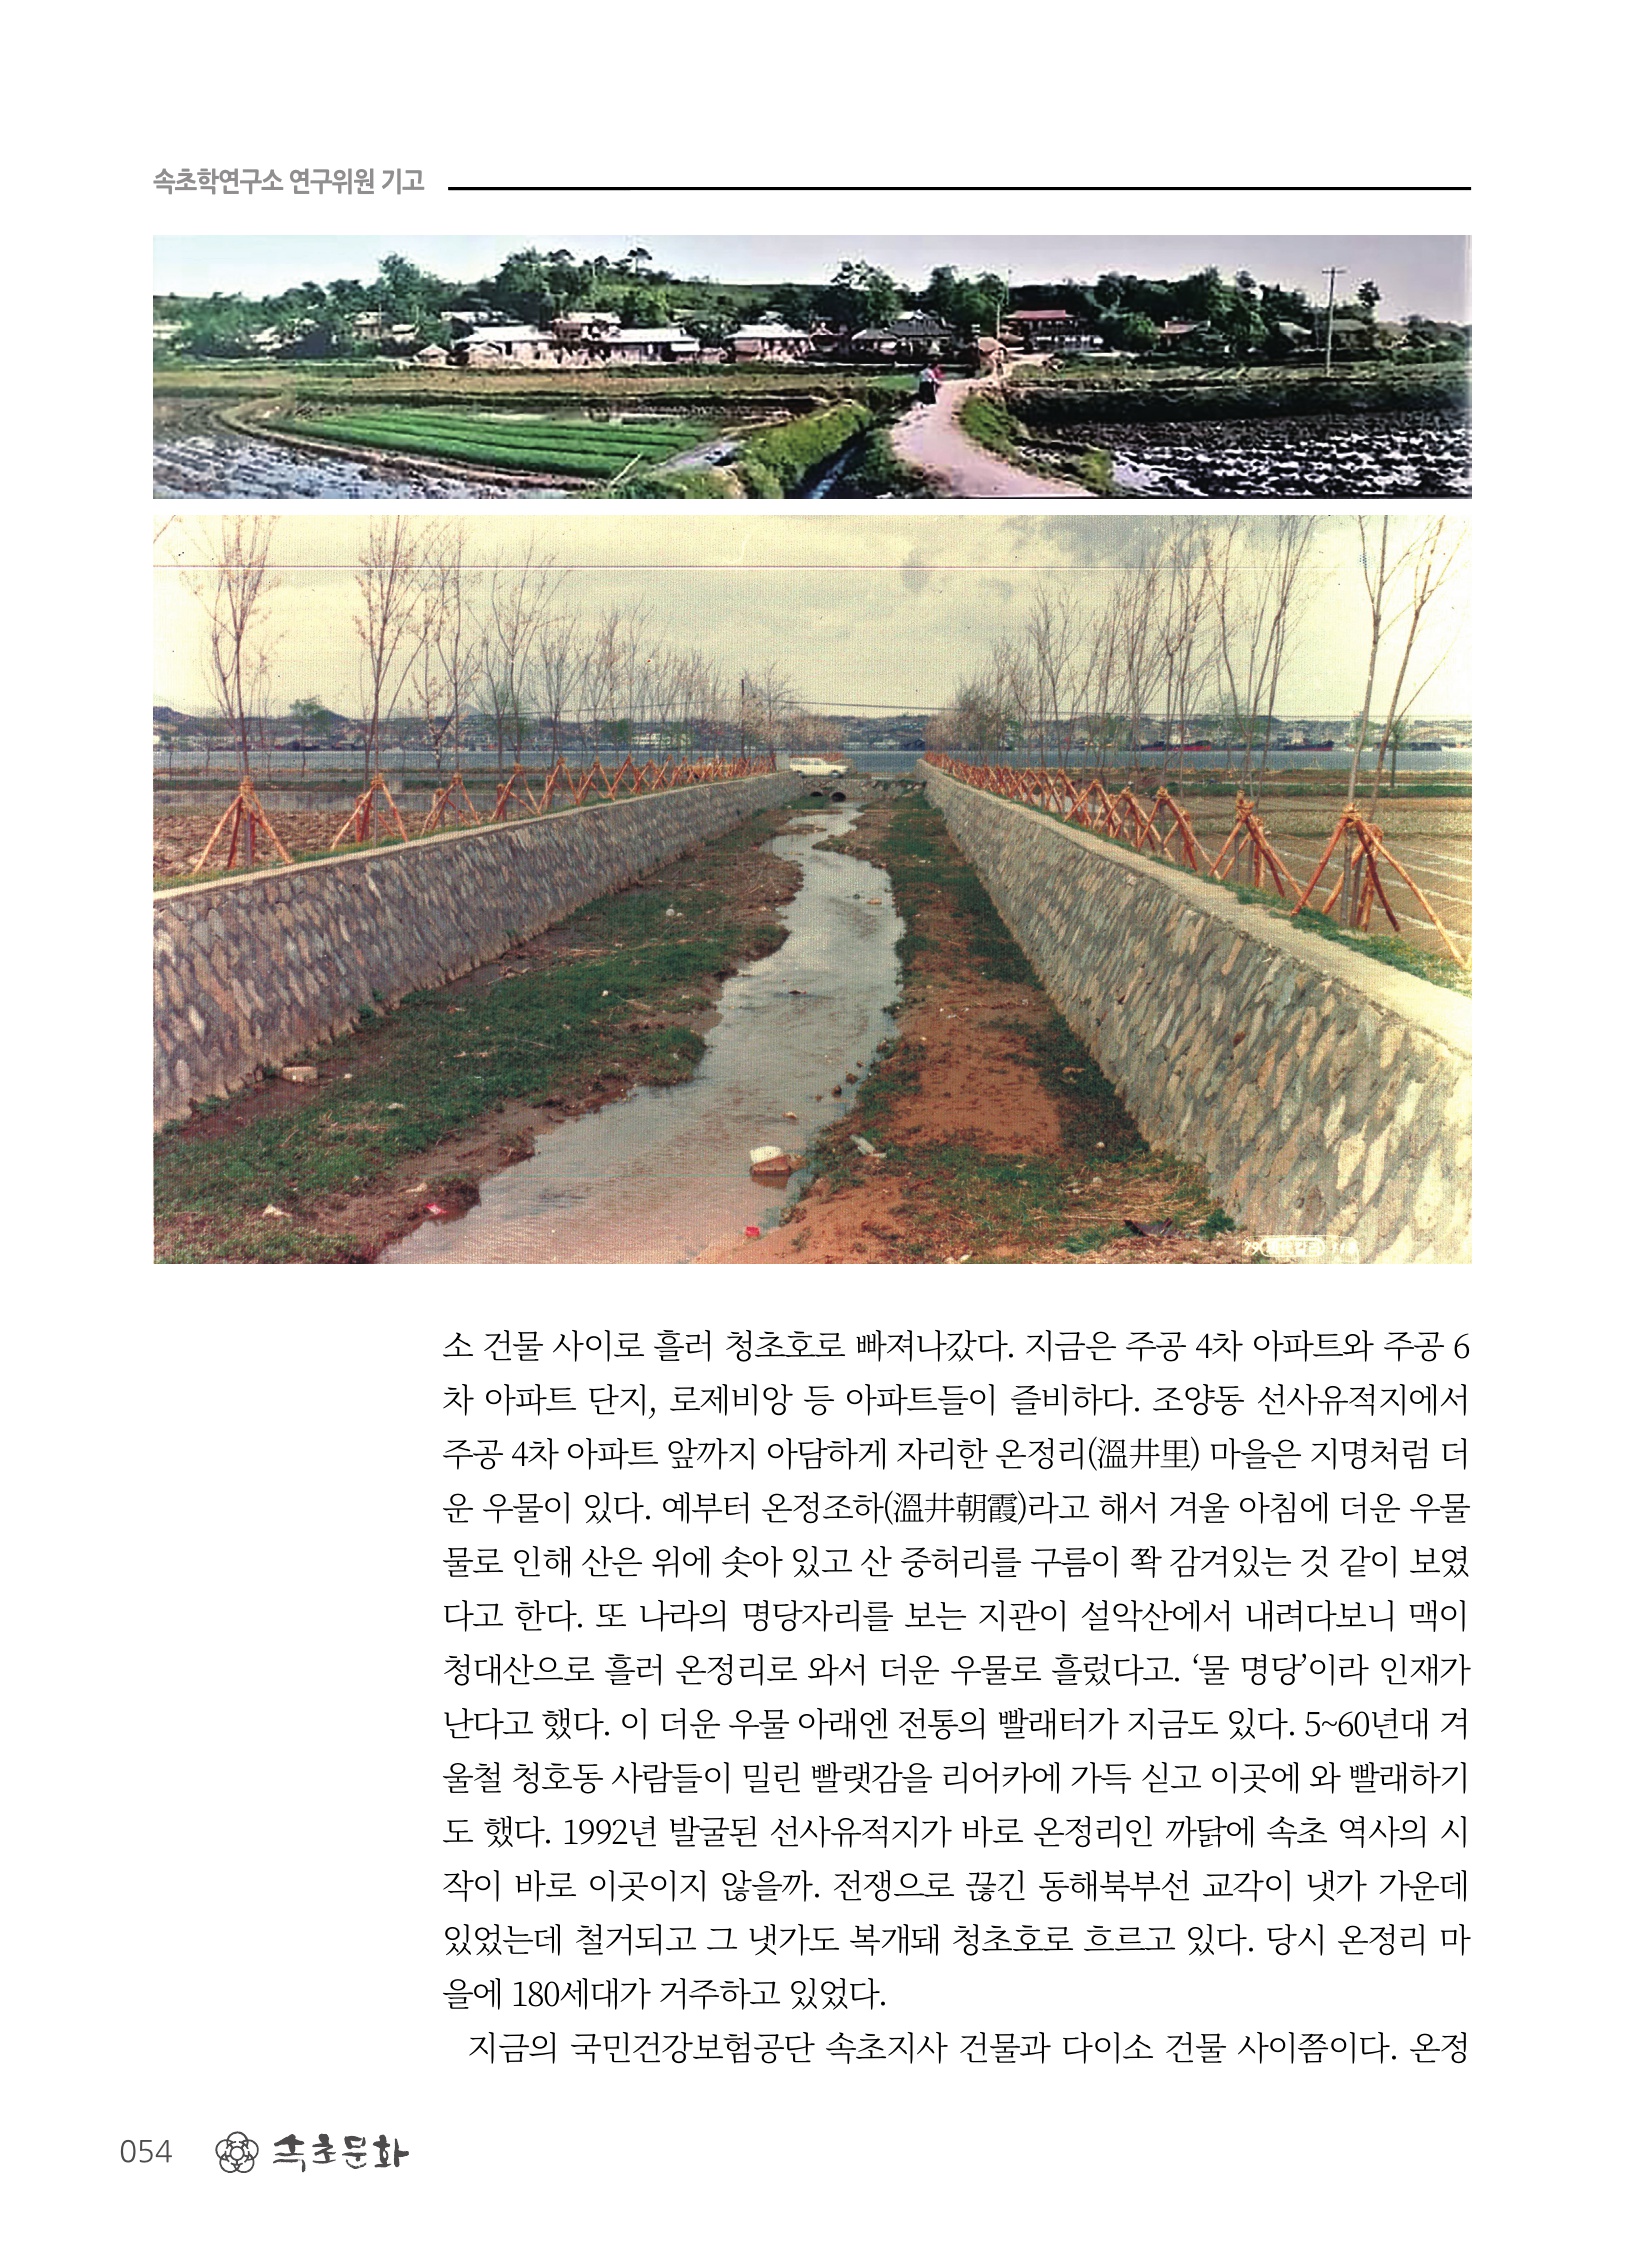 속초학연구소 연구위원 기고
소 건물 사이로 흘러 청초호로 빠져나갔다. 지금은 주공 4차 아파트와 주공 6
차 아파트 단지, 로제비앙 등 아파트들이 즐비하다. 조양동 선사유적지에서
주공 4차 아파트 앞까지 아담하게 자리한 온정리(溫井里) 마을은 지명처럼 더
운 우물이 있다. 예부터 온정조하(溫井朝霞)라고 해서 겨울 아침에 더운 우물
물로 인해 산은 위에 솟아 있고 산 중허리를 구름이 쫙 감겨있는 것 같이 보였
다고 한다. 또 나라의 명당자리를 보는 지관이 설악산에서 내려다보니 맥이
청대산으로 흘러 온정리로 와서 더운 우물로 흘렀다고. ‘물 명당’이라 인재가
난다고 했다. 이 더운 우물 아래엔 전통의 빨래터가 지금도 있다. 5~60년대 겨
울철 청호동 사람들이 밀린 빨랫감을 리어카에 가득 싣고 이곳에 와 빨래하기
도 했다. 1992년 발굴된 선사유적지가 바로 온정리인 까닭에 속초 역사의 시
작이 바로 이곳이지 않을까. 전쟁으로 끊긴 동해북부선 교각이 냇가 가운데
있었는데 철거되고 그 냇가도 복개돼 청초호로 흐르고 있다. 당시 온정리 마
을에 180세대가 거주하고 있었다.
지금의 국민건강보험공단 속초지사 건물과 다이소 건물 사이쯤이다. 온정
054 속초문화